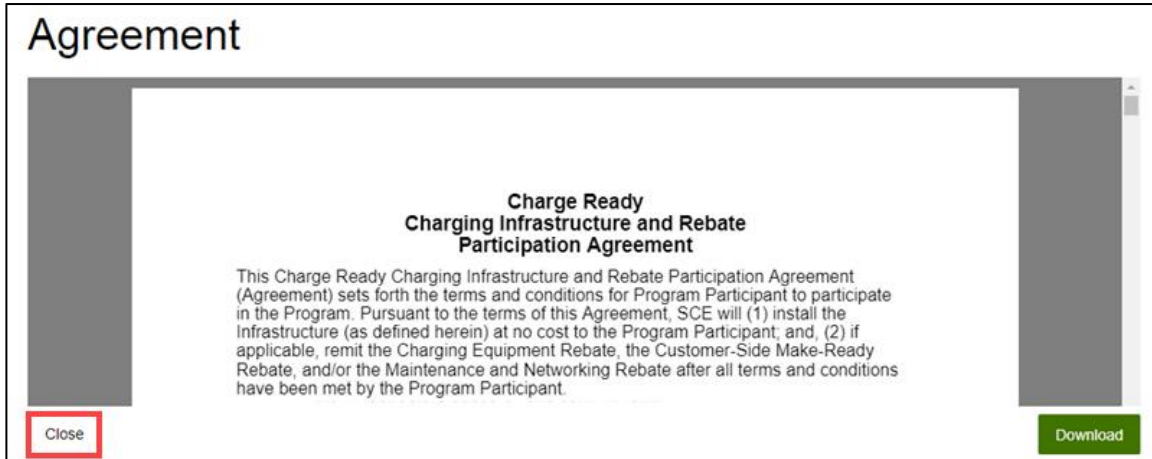 Agreement
Charge Ready
Charging Infrastructure and Rebate
Participation Agreement
This Charge Ready Charging Infrastructure and Rebate Participation Agreement
(Agreement) sets forth the terms and conditions for Program Participant to participate
in the Program. Pursuant to the terms of this Agreement, SCE will (1) install the
Infrastructure (as defined herein) at no cost to the Program Participant; and, (2) if
applicable, remit the Charging Equipment Rebate, the Customer-Side Make-Ready
Rebate, and/or the Maintenance and Networking Rebate after all terms and conditions
have been met by the Program Participant.
Close
Download